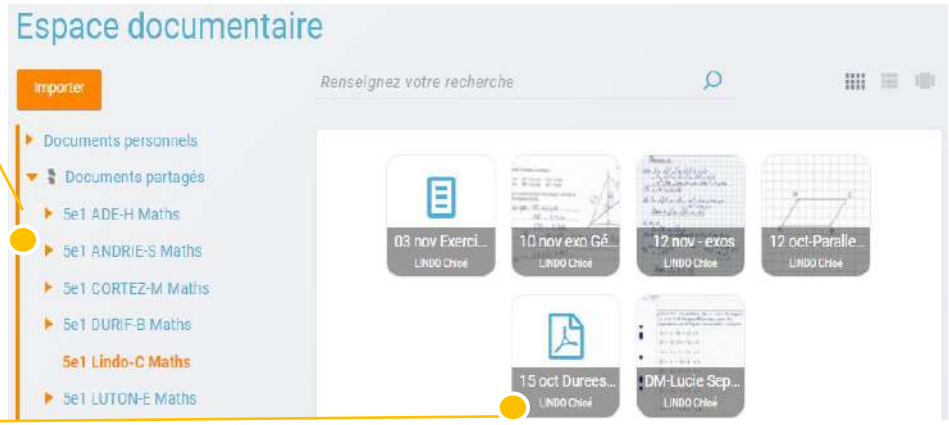 Espace documentaire
Importer
Renseignez votre recherche
Documents personnels
Documents partagés
5e1 ADE-H Maths
5e1 ANDRIE-S Maths
5e1 CORTEZ-M Maths
5e1 DURIF-B Maths
5e1 Lindo-C Maths
5e1 LUTON-E Maths
03 nov Exerci...
LINDO Chloé
10 nov exo Gé...
LINDO Chloé
12 nov - exos
LINDO Chloé
12 oct-Paralle...
LINDO Chloé
15 oct Durees...
LINDO Chloé
DM-Lucie Sep...
LINDO Chloé